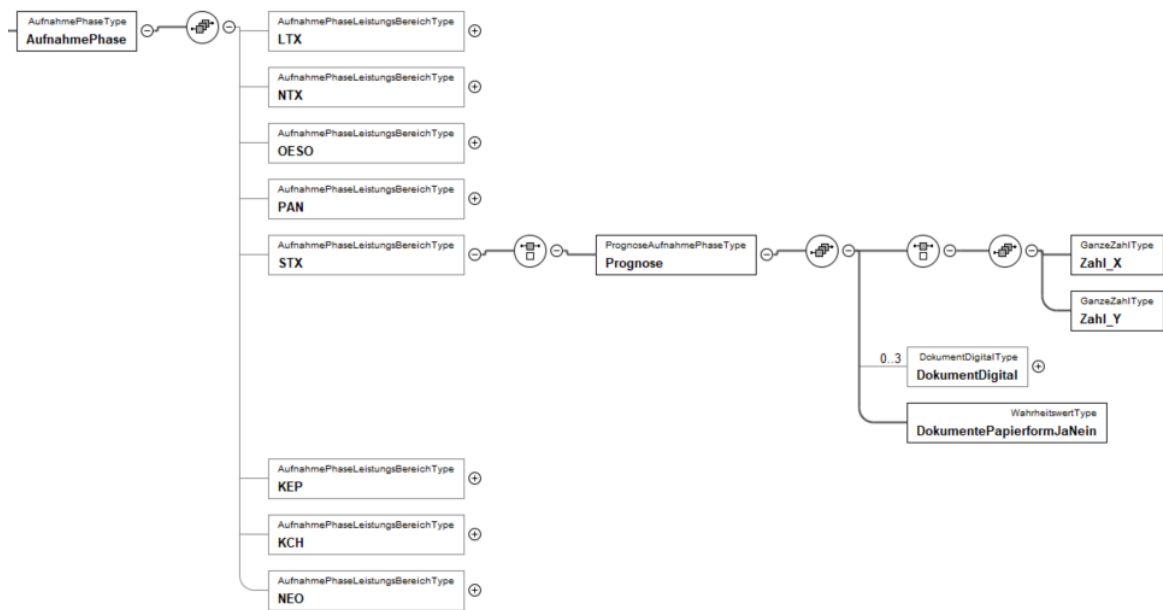 AufnahmePhaseType
AufnahmePhase
AufnahmePhaseLeistungsBereichType
LTX
AufnahmePhaseLeistungsBereichType
NTX
AufnahmePhaseLeistungsBereichType
OESO
AufnahmePhaseLeistungsBereichType
PAN
AufnahmePhaseLeistungsBereichType
STX
PrognoseAufnahmePhaseType
Prognose
GanzeZahlType
Zahl_X
GanzeZahlType
Zahl_Y
0..3
DokumentDigitalType
DokumentDigital
WahrheitswertType
DokumentePapierformJaNein
AufnahmePhaseLeistungsBereichType
KEP
AufnahmePhaseLeistungsBereichType
KCH
AufnahmePhaseLeistungsBereichType
NEO